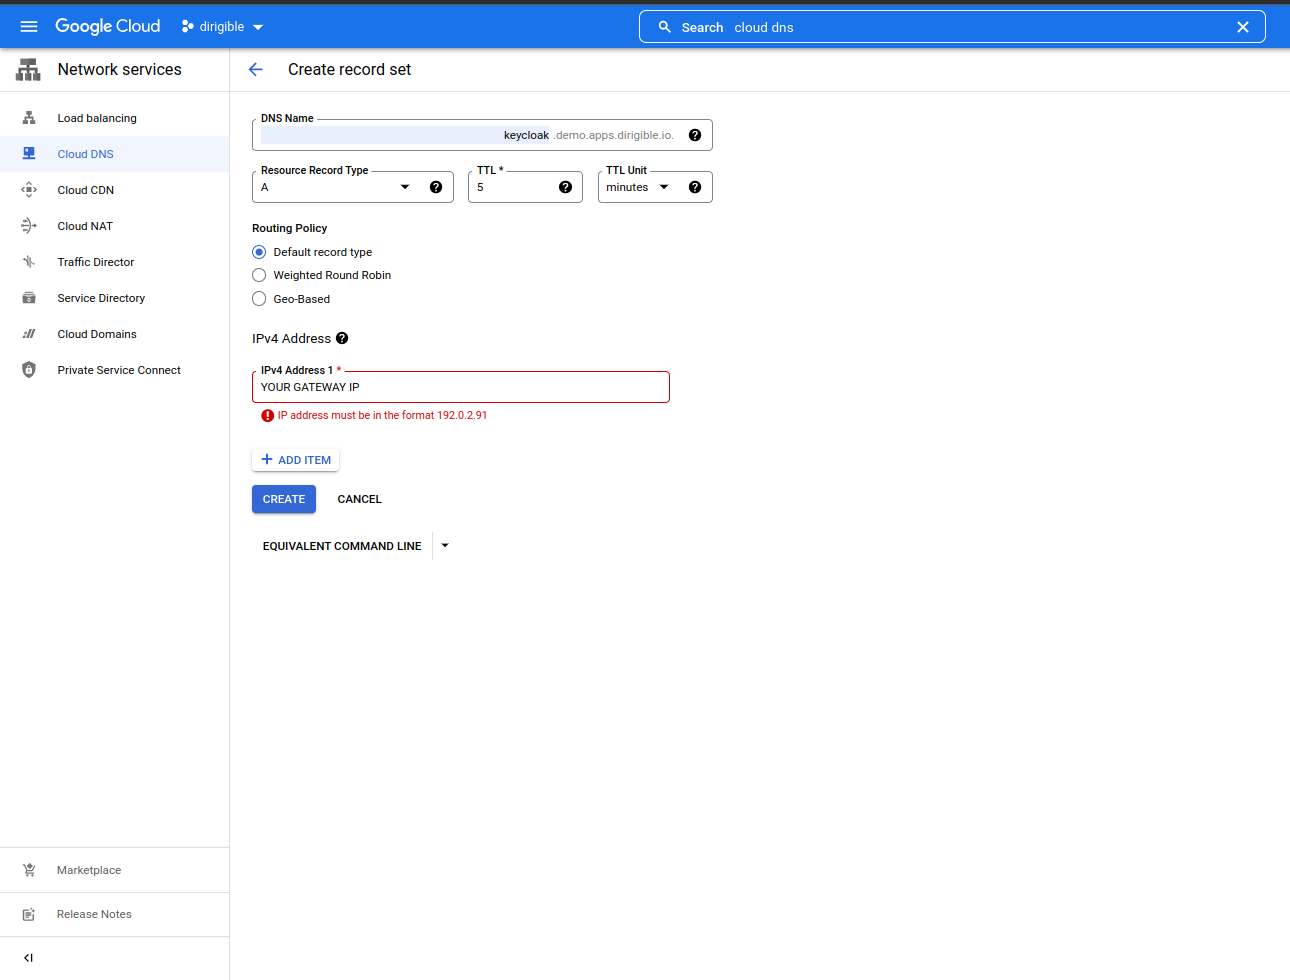 Google Cloud
dirigible
Search cloud dns
Network services
Create record set
Load balancing
Cloud DNS
Cloud CDN
Cloud NAT
Traffic Director
Service Directory
Cloud Domains
Private Service Connect
Marketplace
Release Notes
DNS Name
keycloak .demo.apps.dirigible.io.
Resource Record Type
A
TTL *
5
TTL Unit
minutes
Routing Policy
Default record type
Weighted Round Robin
Geo-Based
IPv4 Address
IPv4 Address 1 *
YOUR GATEWAY IP
IP address must be in the format 192.0.2.91
ADD ITEM
CREATE CANCEL
EQUIVALENT COMMAND LINE